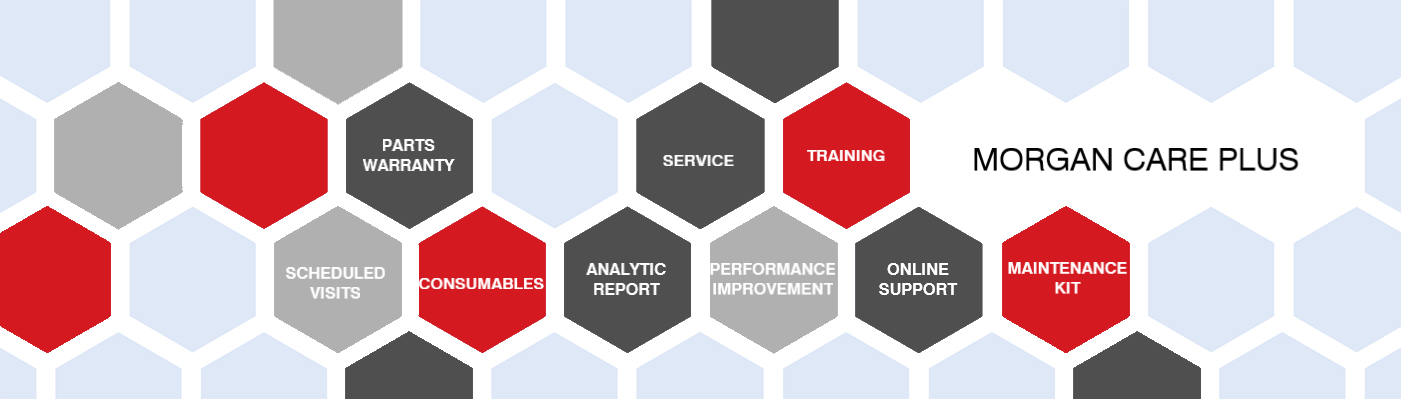 PARTS
WARRANTY
SERVICE
TRAINING
MORGAN CARE PLUS
SCHEDULED
VISITS
CONSUMABLES
ANALYTIC
REPORT
PERFORMANCE
IMPROVEMENT
ONLINE
SUPPORT
MAINTENANCE
KIT